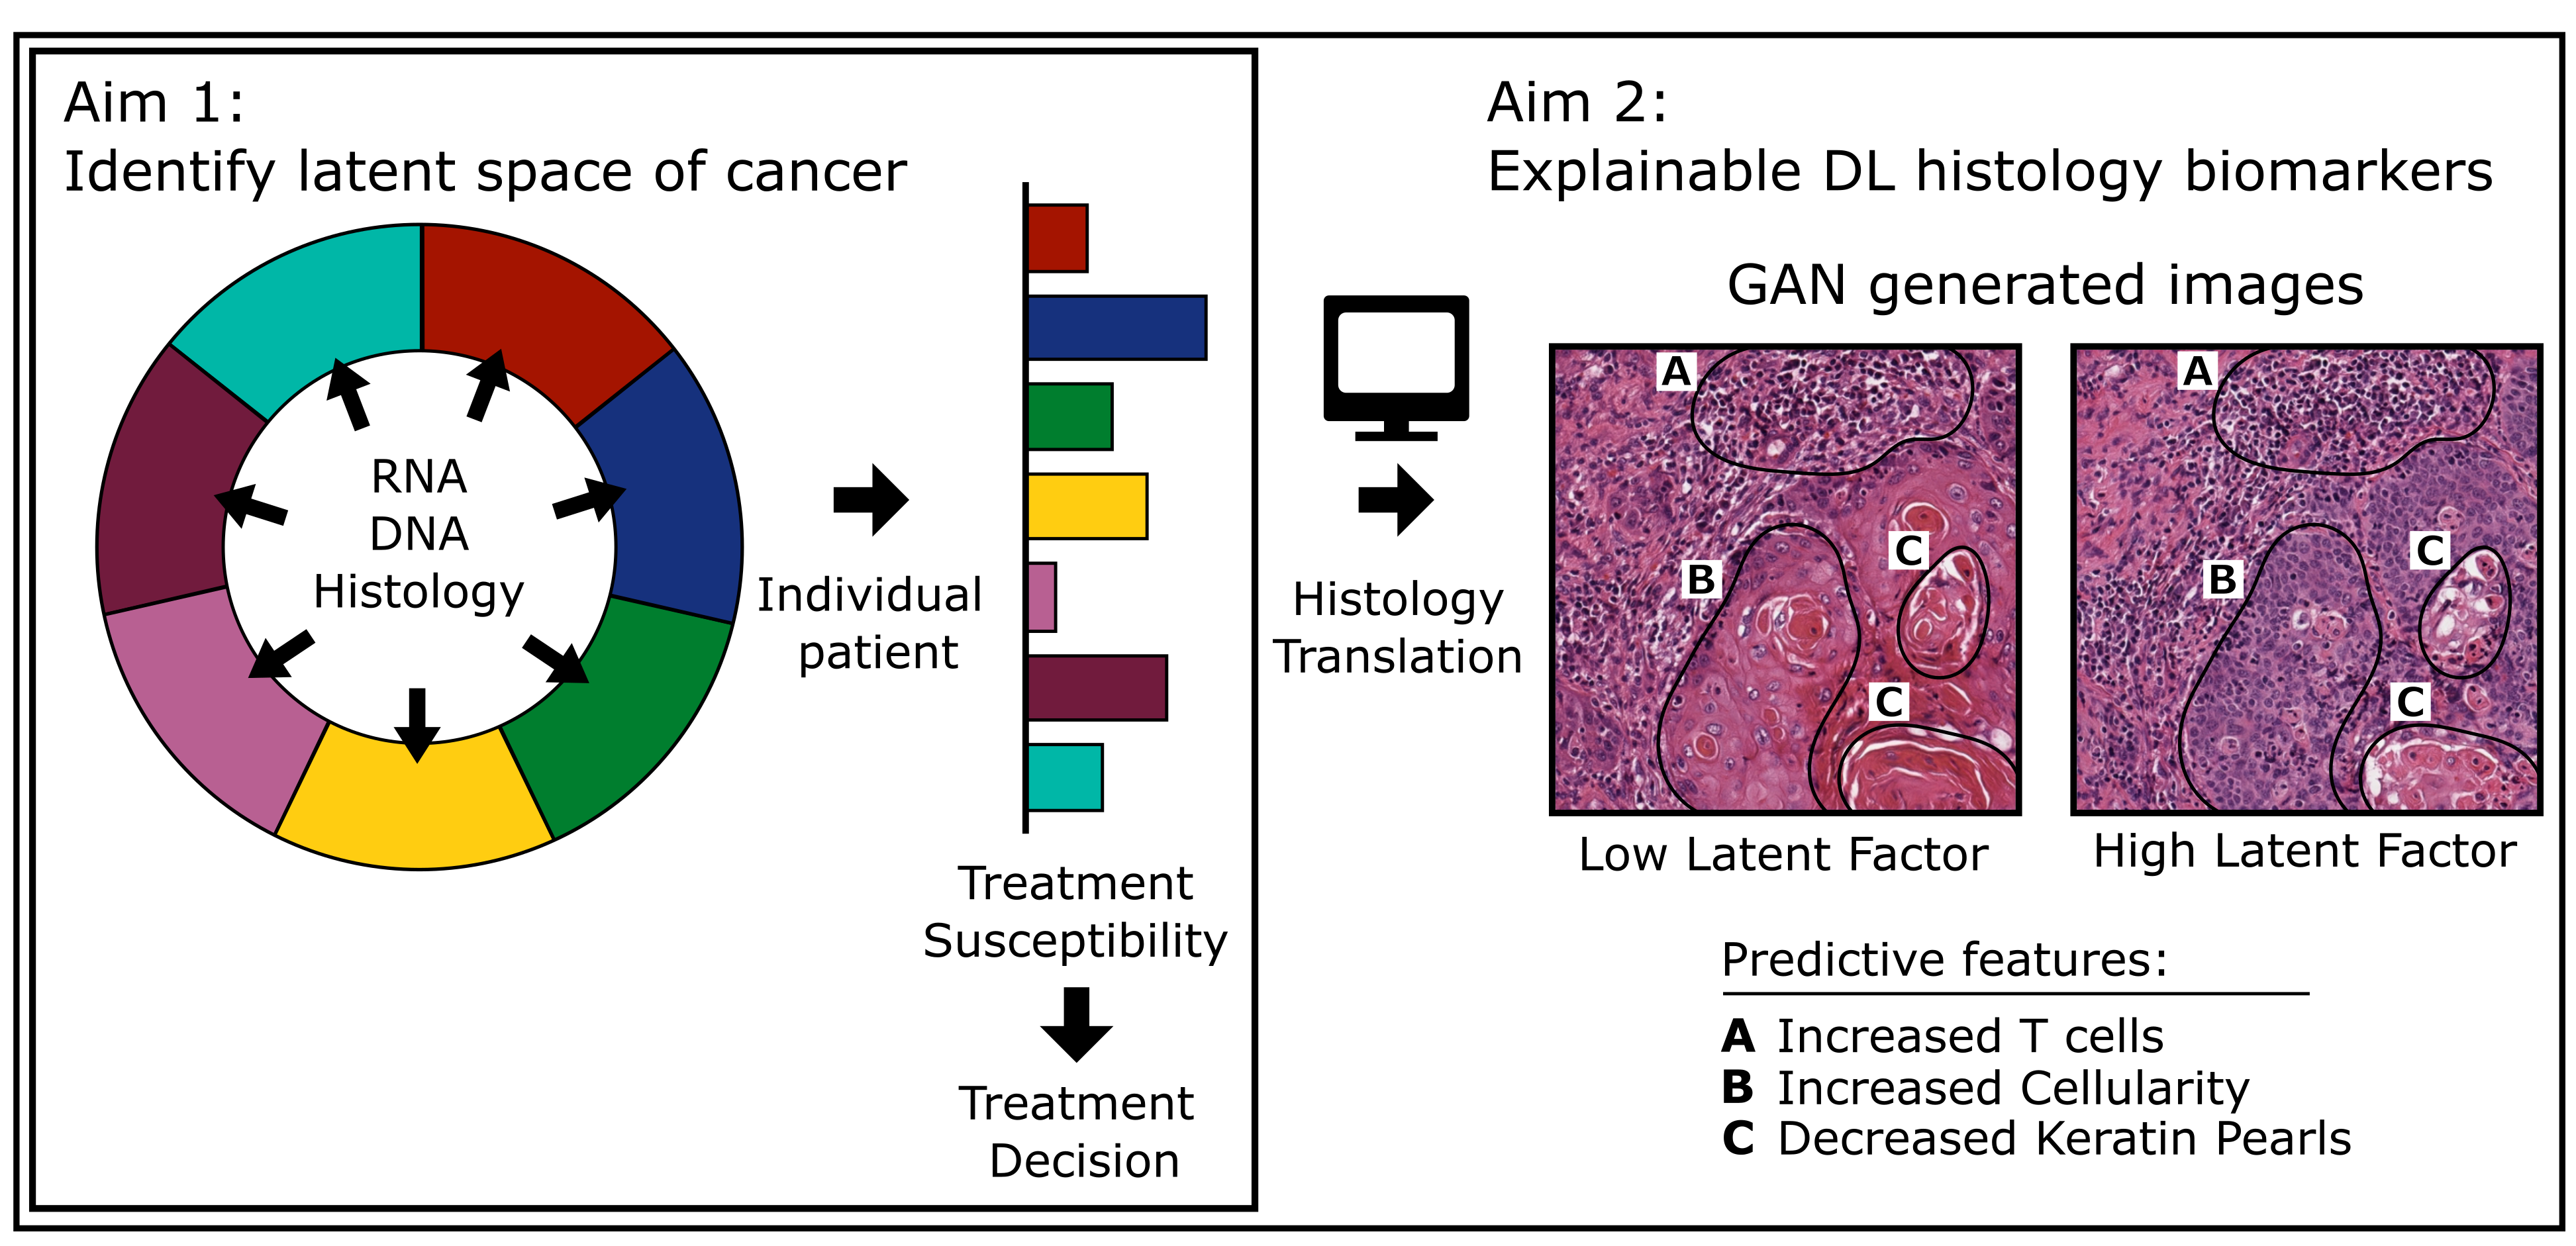 Aim 1:
Identify latent space of cancer
RNA
DNA
Histology
Individual
patient
Treatment
Susceptibility
Treatment
Decision
Histology
Translation
Aim 2:
Explainable DL histology biomarkers
GAN generated images
A
B
C
C
Low Latent Factor
A
B
C
C
High Latent Factor
Predictive features:
A Increased T cells
B Increased Cellularity
C Decreased Keratin Pearls